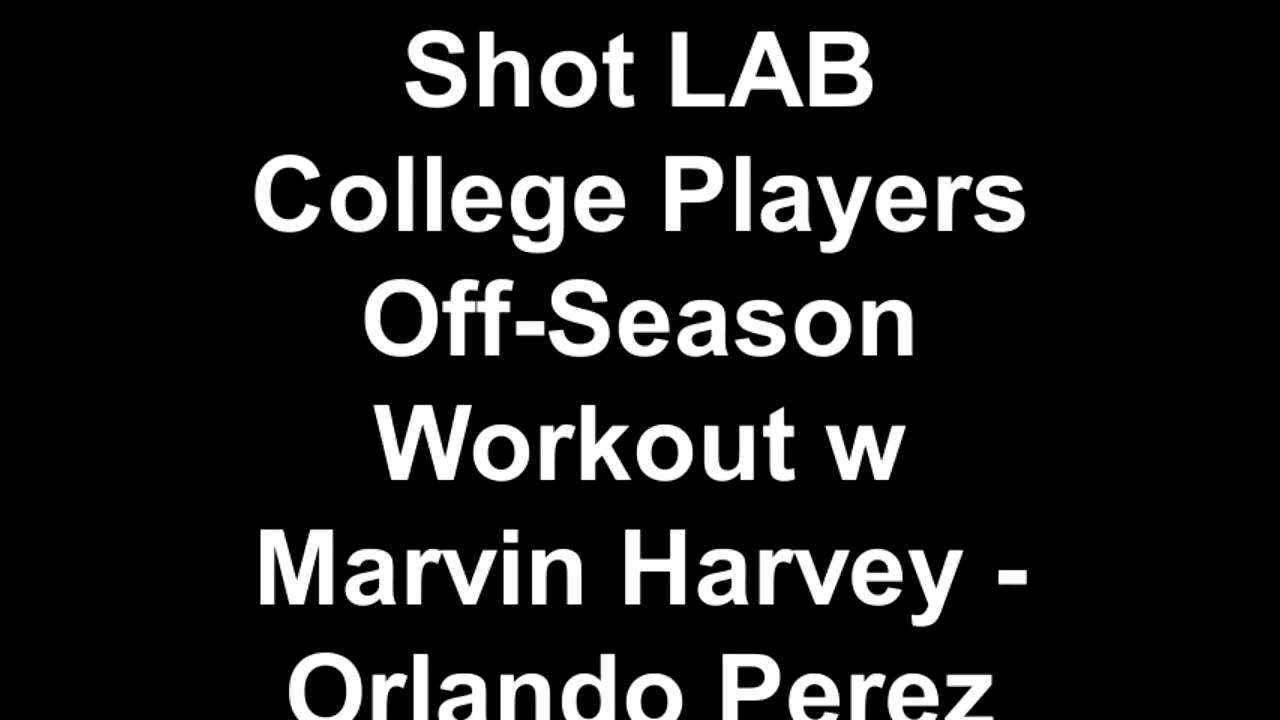 Shot LAB
College Players
Off-Season
Workout w
Marvin Harvey -
Orlando Perez